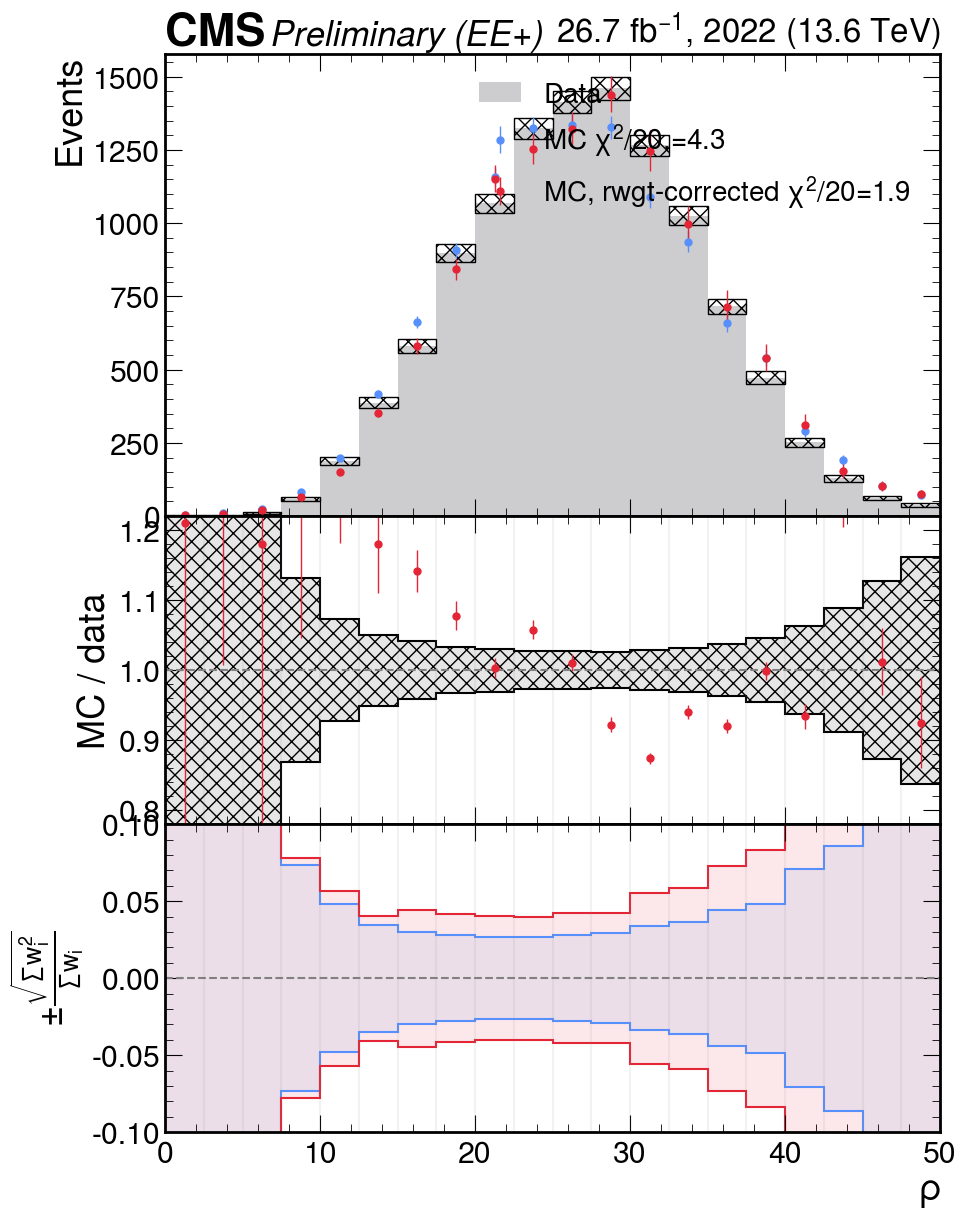 CMS Preliminary (EE+) 26.7 fb⁻¹, 2022 (13.6 TeV)
Events
1500
1250
1000
750
500
250
0
Data
MC χ²/20 =4.3
MC, rwgt-corrected χ²/20=1.9
MC / data
1.2
1.1
1.0
0.9
0.8
±√Σwᵢ²/Σwᵢ
0.10
0.05
0.00
-0.05
-0.10
0 10 20 30 40 50
ρ